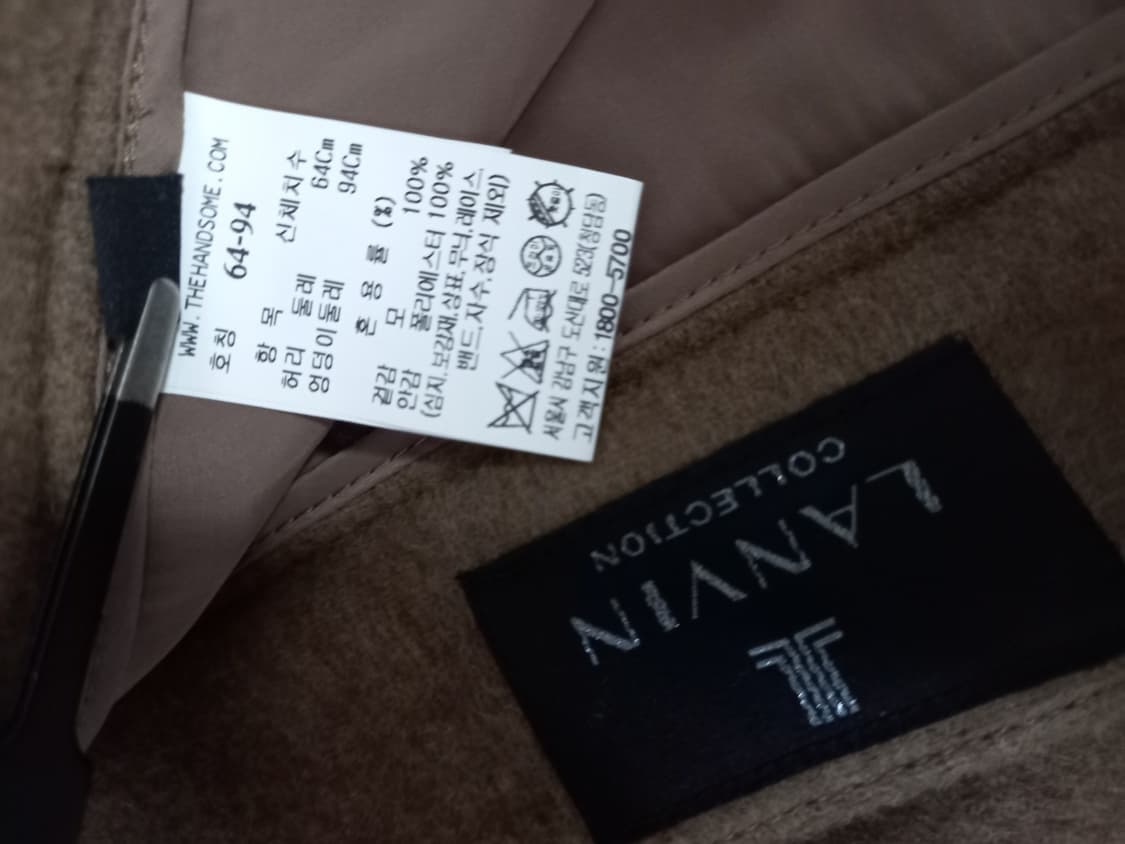 WWW.THEHANDSOME.COM
호칭 64-94
항 목 신체치수
허리 둘레 64Cm
엉덩이둘레 94Cm
혼 용 률 (%)
겉감 모 100%
안감 폴리에스터 100%
(심지.보강재.상표.무늬.레이스
밴드.자수.장식 제외)
서울시 강남구 도산대로 523(청담동)
고객지원:1800-5700
LANVIN
COLLECTION